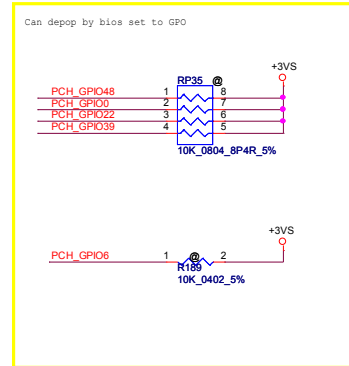 Can depop by bios set to GPO
+3VS
RP35 @
PCH_GPIO48 1 8
PCH_GPIO0 2 7
PCH_GPIO22 3 6
PCH_GPIO39 4 5
10K_0804_8P4R_5%
+3VS
PCH_GPIO6 1 @ 2
R189
10K_0402_5%